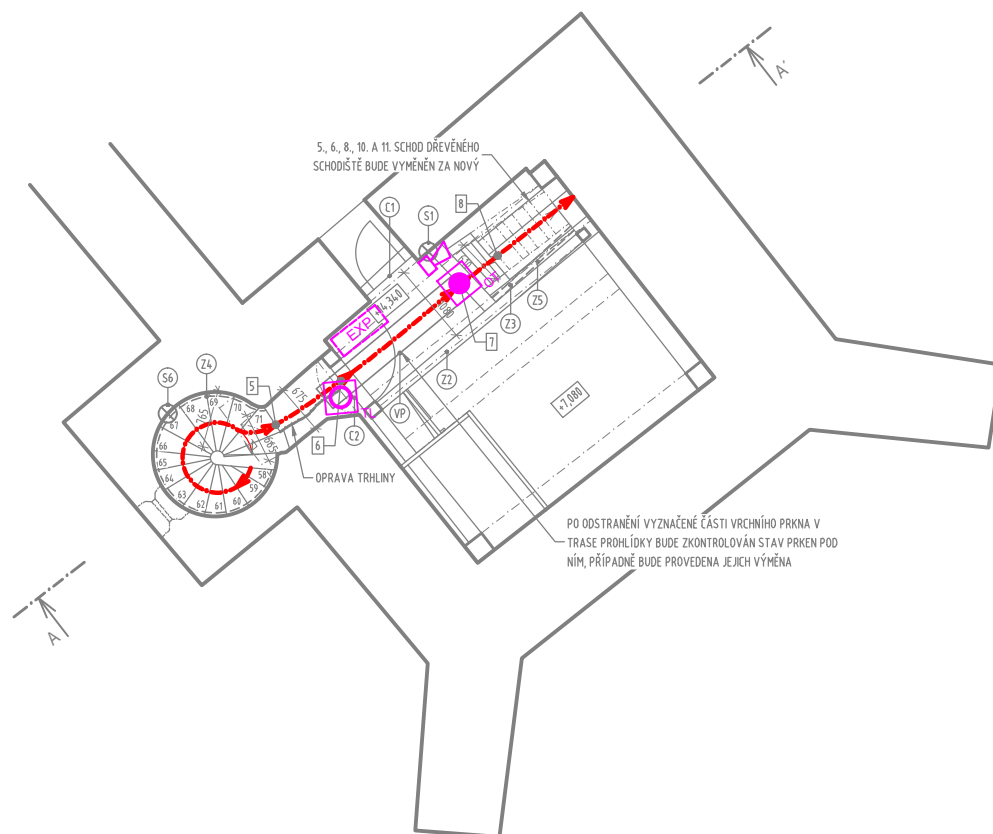 A'
5., 6., 8., 10. A 11. SCHOD DŘEVĚNÉHO
SCHODIŠTĚ BUDE VYMĚNĚN ZA NOVÝ
C1
S1
8
EXP
7
Z3
Z5
Z2
VP
Z4
S6
5
675
765
665
67
68
69
70
71
66
65
64
63
62
61
60
59
58
6
C2
OPRAVA TRHLINY
+7,080
PO ODSTRANĚNÍ VYZNAČENÉ ČÁSTI VRCHNÍHO PRKNA V
TRASE PROHLÍDKY BUDE ZKONTROLOVÁN STAV PRKEN POD
NÍM, PŘÍPADNĚ BUDE PROVEDENA JEJICH VÝMĚNA
A